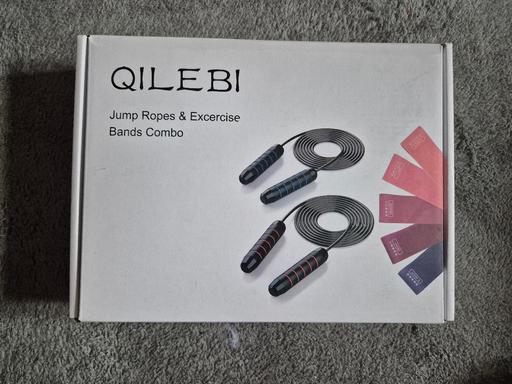 QILEBI
Jump Ropes & Excercise
Bands Combo